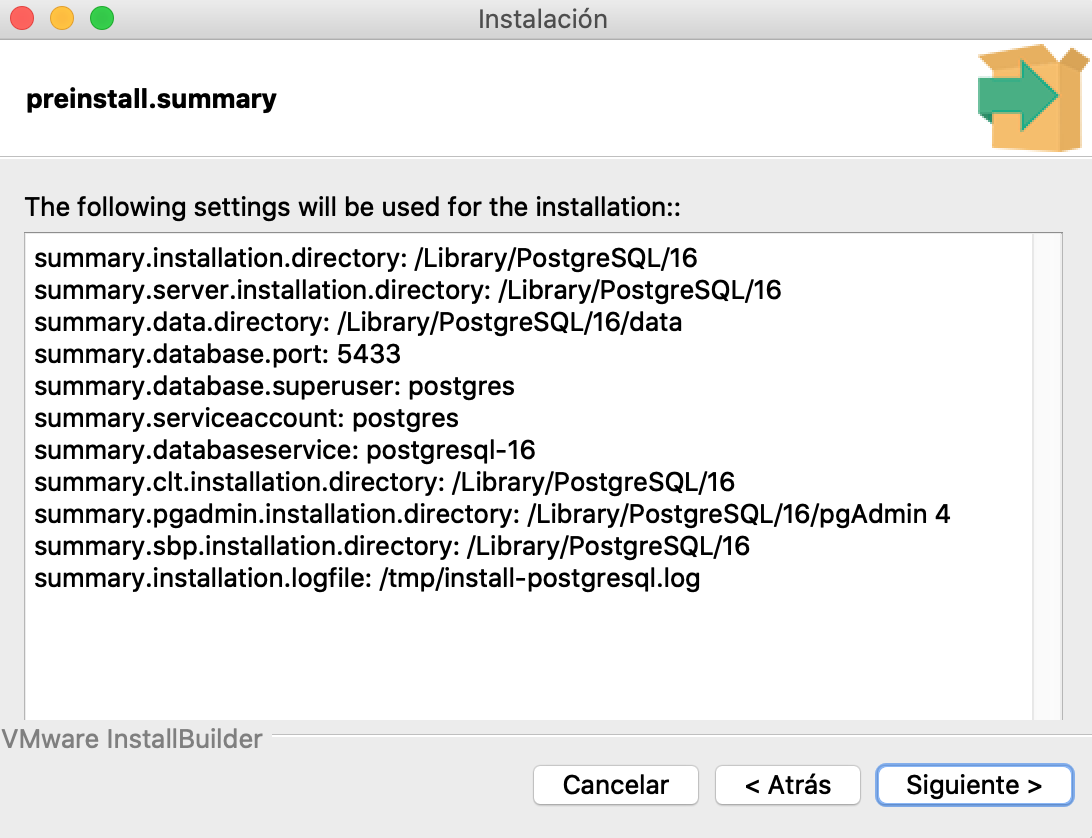 Instalación
preinstall.summary
The following settings will be used for the installation::
summary.installation.directory: /Library/PostgreSQL/16
summary.server.installation.directory: /Library/PostgreSQL/16
summary.data.directory: /Library/PostgreSQL/16/data
summary.database.port: 5433
summary.database.superuser: postgres
summary.serviceaccount: postgres
summary.databaseservice: postgresql-16
summary.clt.installation.directory: /Library/PostgreSQL/16
summary.pgadmin.installation.directory: /Library/PostgreSQL/16/pgAdmin 4
summary.sbp.installation.directory: /Library/PostgreSQL/16
summary.installation.logfile: /tmp/install-postgresql.log
VMware InstallBuilder
Cancelar < Atrás Siguiente >